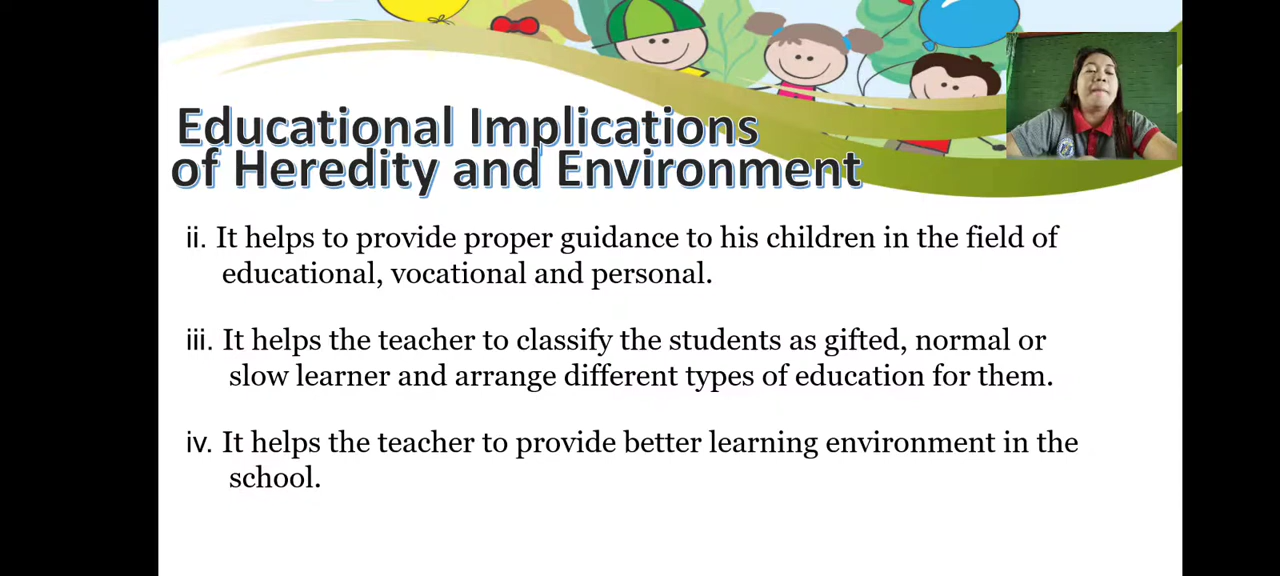 Educational Implications
of Heredity and Environment
ii. It helps to provide proper guidance to his children in the field of
educational, vocational and personal.
iii. It helps the teacher to classify the students as gifted, normal or
slow learner and arrange different types of education for them.
iv. It helps the teacher to provide better learning environment in the
school.